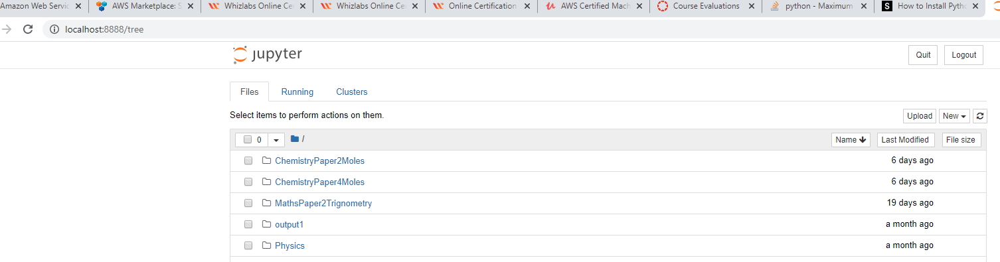 Amazon Web Servic AWS Marketplace: S Whizlabs Online Ce Whizlabs Online Ce Online Certification AWS Certified Mach Course Evaluations python - Maximum How to Install Pytho
localhost:8888/tree
jupyter Quit Logout
Files Running Clusters
Select items to perform actions on them. Upload New
0 / Name Last Modified File size
ChemistryPaper2Moles 6 days ago
ChemistryPaper4Moles 6 days ago
MathsPaper2Trignometry 19 days ago
output1 a month ago
Physics a month ago